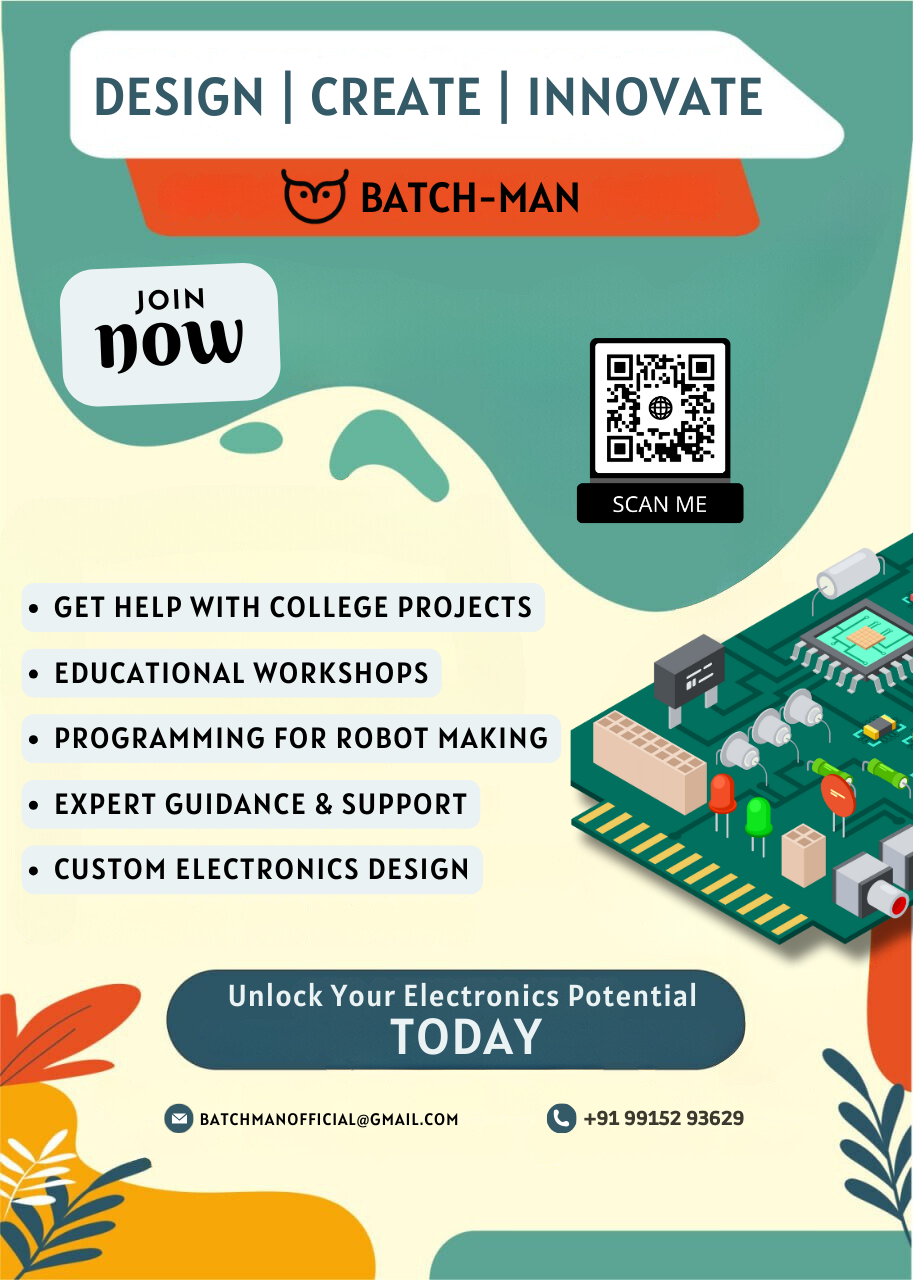 DESIGN | CREATE | INNOVATE
BATCH-MAN
JOIN
now
SCAN ME
• GET HELP WITH COLLEGE PROJECTS
• EDUCATIONAL WORKSHOPS
• PROGRAMMING FOR ROBOT MAKING
• EXPERT GUIDANCE & SUPPORT
• CUSTOM ELECTRONICS DESIGN
Unlock Your Electronics Potential
TODAY
BATCHMANOFFICIAL@GMAIL.COM
+91 99152 93629